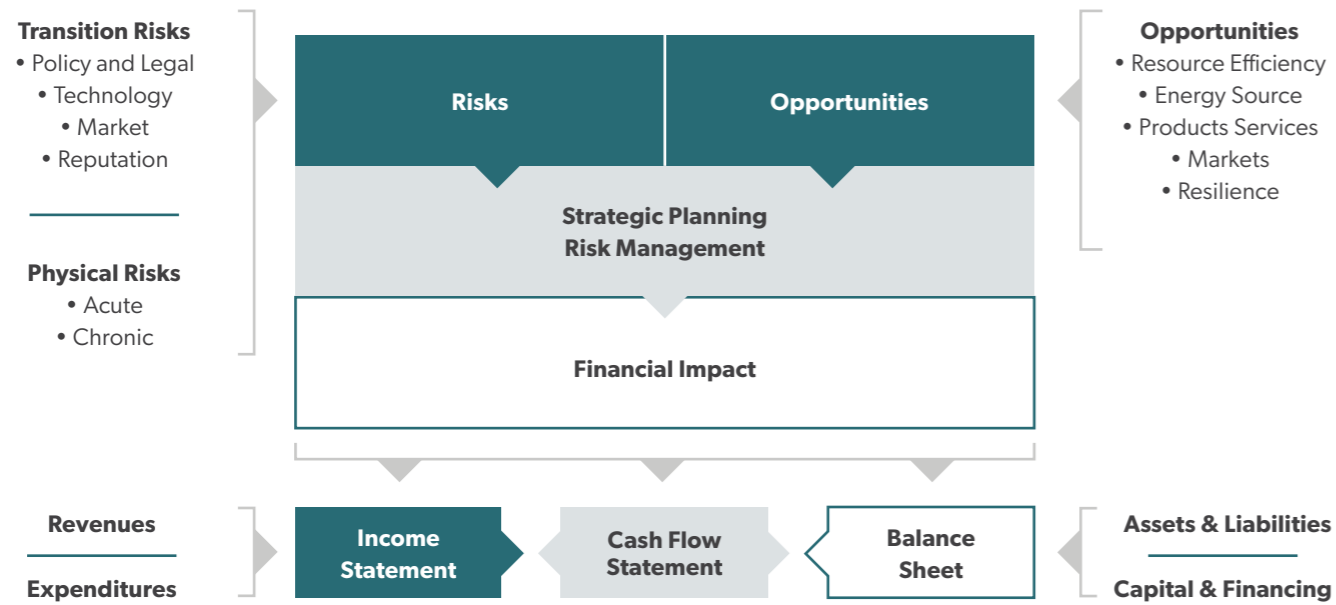 Transition Risks
• Policy and Legal
• Technology
• Market
• Reputation
Physical Risks
• Acute
• Chronic
Risks
Opportunities
Strategic Planning
Risk Management
Financial Impact
Opportunities
• Resource Efficiency
• Energy Source
• Products Services
• Markets
• Resilience
Revenues
Expenditures
Income
Statement
Cash Flow
Statement
Balance
Sheet
Assets & Liabilities
Capital & Financing